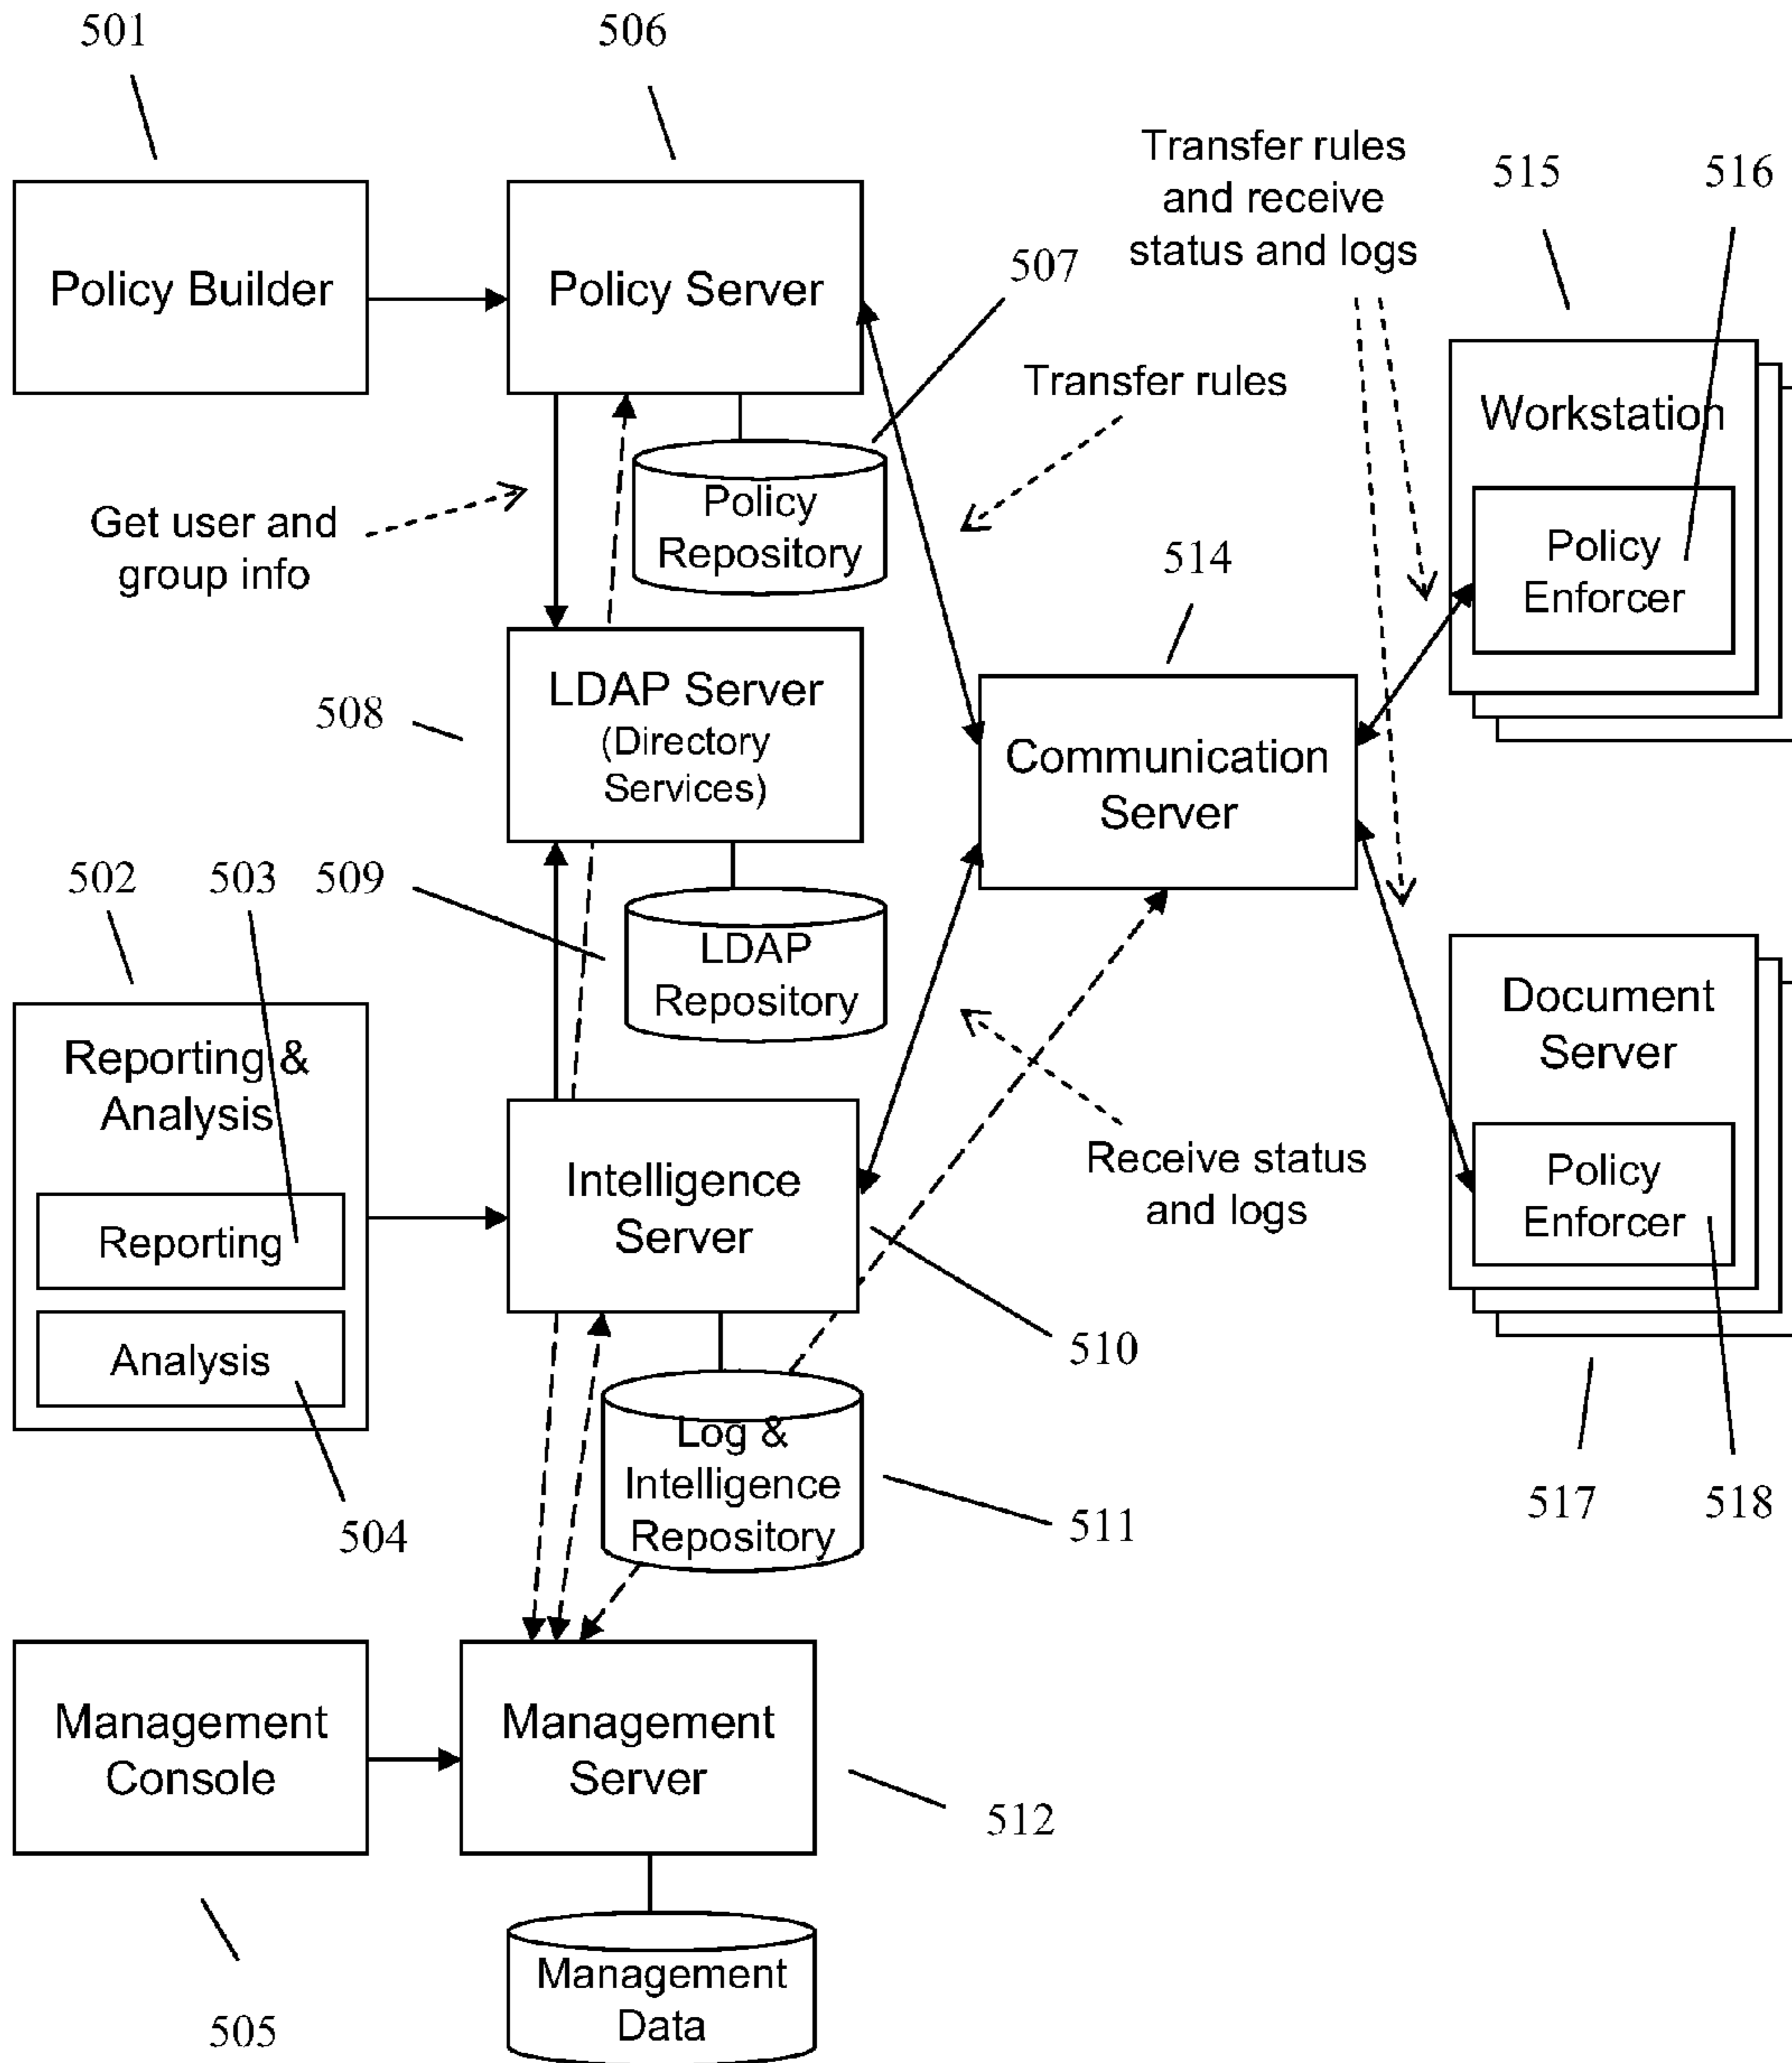 501
506
Transfer rules
and receive
status and logs
515
516
Policy Builder
Policy Server
507
Transfer rules
Workstation
Get user and
group info
Policy
Repository
514
Policy
Enforcer
LDAP Server
(Directory
Services)
508
Communication
Server
502
503
509
LDAP
Repository
Document
Server
Reporting &
Analysis
Intelligence
Server
Receive status
and logs
Policy
Enforcer
Reporting
Analysis
510
Log &
Intelligence
Repository
504
511
517
518
Management
Console
Management
Server
512
Management
Data
505